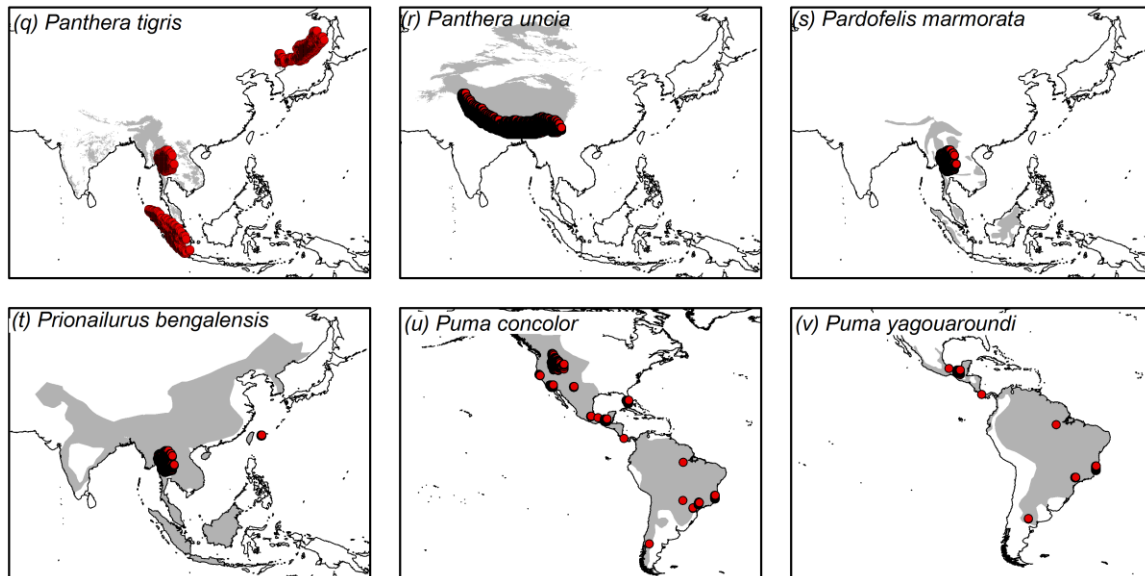 (q) Panthera tigris
(r) Panthera uncia
(s) Pardofelis marmorata
(t) Prionailurus bengalensis
(u) Puma concolor
(v) Puma yagouaroundi